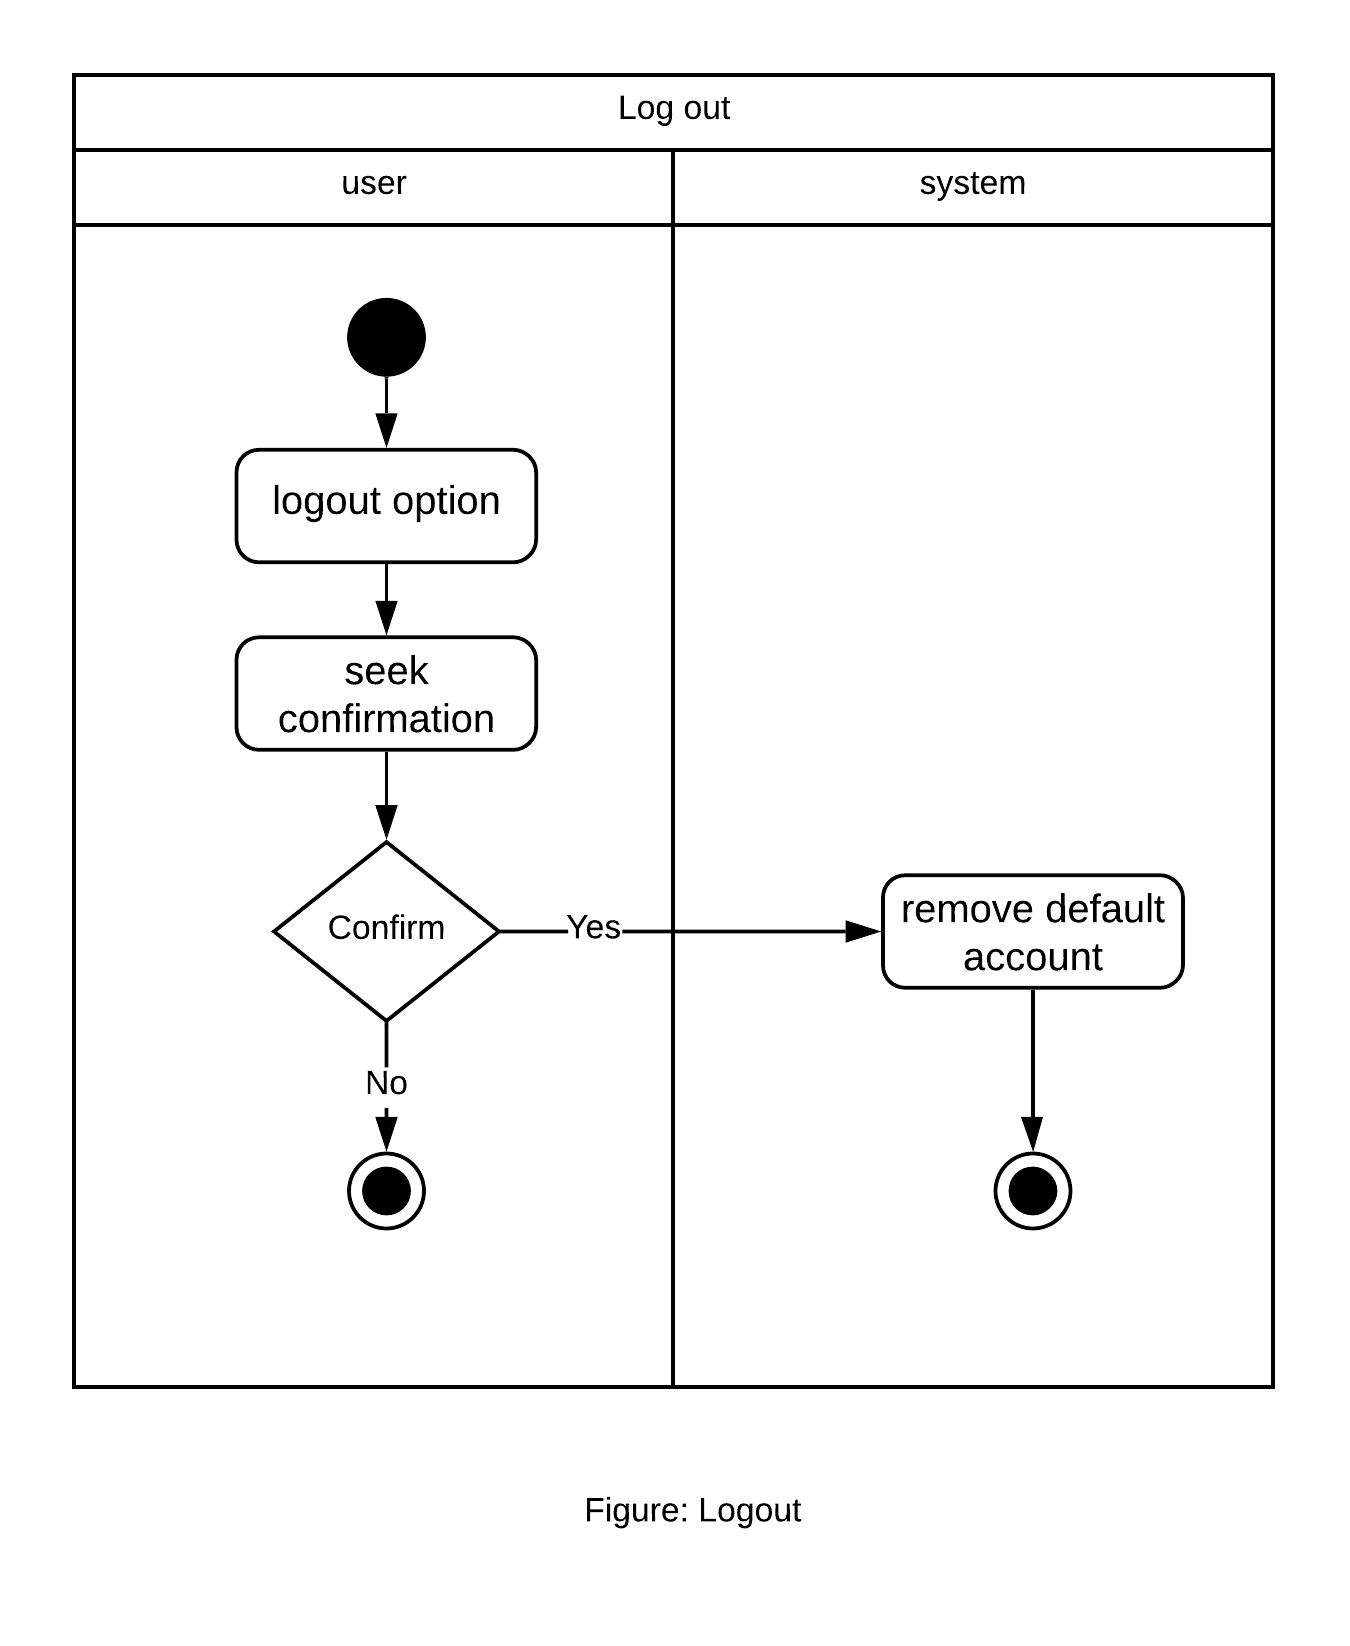 Log out
user
system
logout option
seek
confirmation
Confirm
Yes
remove default
account
No
Figure: Logout